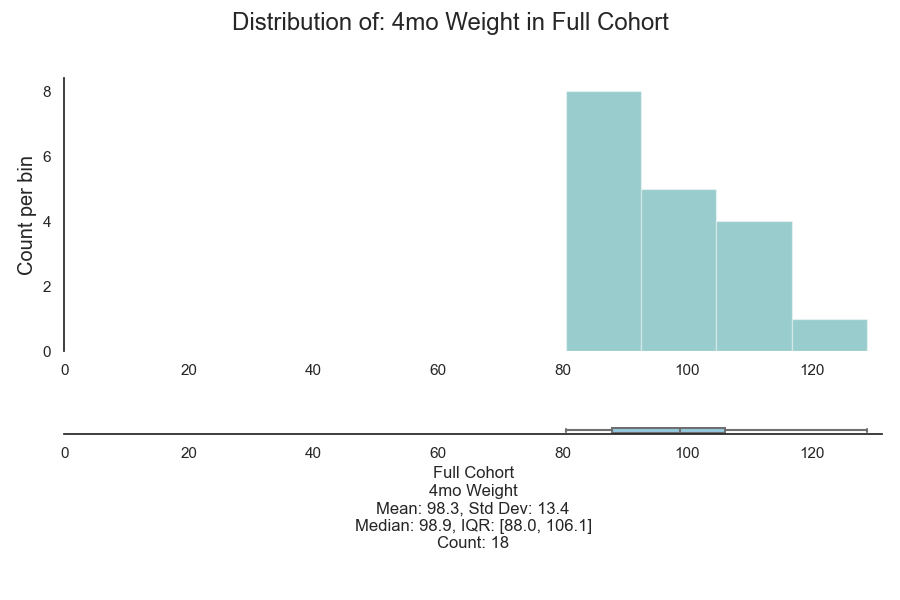 Distribution of: 4mo Weight in Full Cohort
Count per bin
8
6
4
2
0
0 20 40 60 80 100 120
0 20 40 60 80 100 120
Full Cohort
4mo Weight
Mean: 98.3, Std Dev: 13.4
Median: 98.9, IQR: [88.0, 106.1]
Count: 18